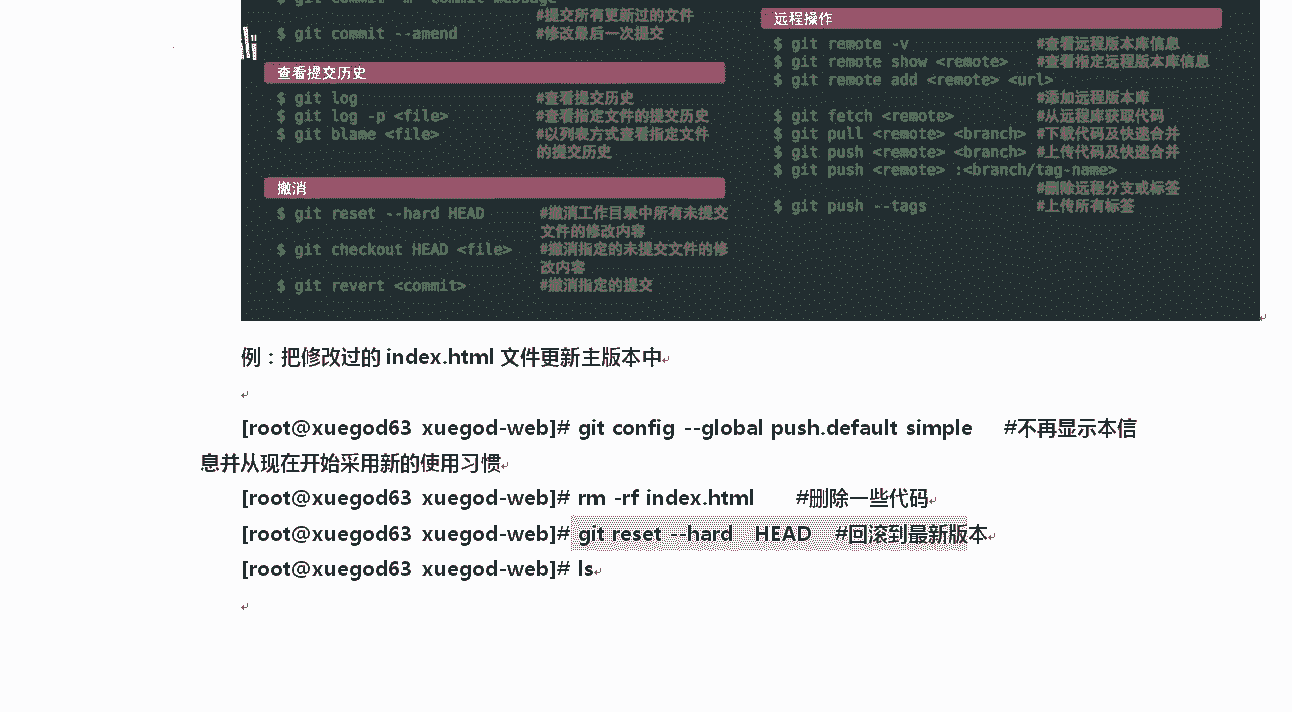 #提交所有更新过的文件
$ git commit --amend #修改最后一次提交
查看提交历史
$ git log #查看提交历史
$ git log -p <file> #查看指定文件的提交历史
$ git blame <file> #以列表方式查看指定文件
的提交历史
撤消
$ git reset --hard HEAD #撤消工作目录中所有未提交
文件的修改内容
$ git checkout HEAD <file> #撤消指定的未提交文件的修
改内容
$ git revert <commit> #撤消指定的提交
远程操作
$ git remote -v #查看远程版本库信息
$ git remote show <remote> #查看指定远程版本库信息
$ git remote add <remote> <url>
#添加远程版本库
$ git fetch <remote> #从远程库获取代码
$ git pull <remote> <branch> #下载代码及快速合并
$ git push <remote> <branch> #上传代码及快速合并
$ git push <remote> :<branch/tag-name>
#删除远程分支或标签
$ git push --tags #上传所有标签
例：把修改过的 index.html 文件更新主版本中
[root@xuegod63 xuegod-web]# git config --global push.default simple #不再显示本信
息并从现在开始采用新的使用习惯
[root@xuegod63 xuegod-web]# rm -rf index.html #删除一些代码
[root@xuegod63 xuegod-web]# git reset --hard HEAD #回滚到最新版本
[root@xuegod63 xuegod-web]# ls